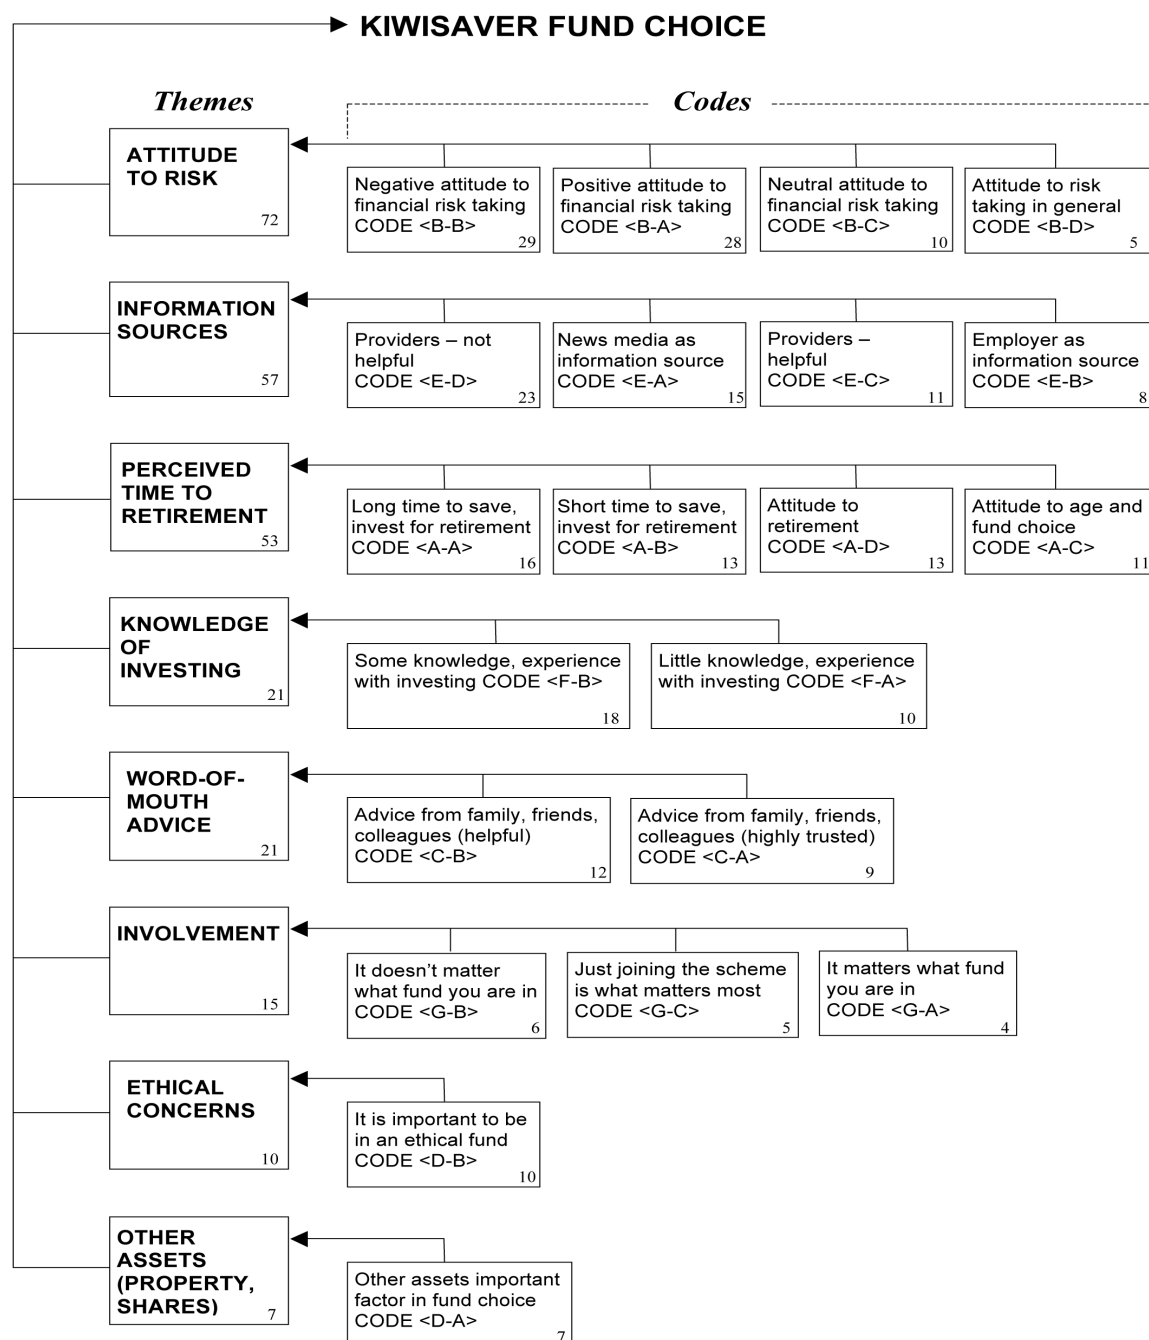 KIWISAVER FUND CHOICE
Themes
Codes
ATTITUDE
TO RISK
72
Negative attitude to
financial risk taking
CODE <B-B>
29
Positive attitude to
financial risk taking
CODE <B-A>
28
Neutral attitude to
financial risk taking
CODE <B-C>
10
Attitude to risk
taking in general
CODE <B-D>
5
INFORMATION
SOURCES
57
Providers – not
helpful
CODE <E-D>
23
News media as
information source
CODE <E-A>
15
Providers –
helpful
CODE <E-C>
11
Employer as
information source
CODE <E-B>
8
PERCEIVED
TIME TO
RETIREMENT
53
Long time to save,
invest for retirement
CODE <A-A>
16
Short time to save,
invest for retirement
CODE <A-B>
13
Attitude to
retirement
CODE <A-D>
13
Attitude to age and
fund choice
CODE <A-C>
11
KNOWLEDGE
OF
INVESTING
21
Some knowledge, experience
with investing CODE <F-B>
18
Little knowledge, experience
with investing CODE <F-A>
10
WORD-OF-
MOUTH
ADVICE
21
Advice from family, friends,
colleagues (helpful)
CODE <C-B>
12
Advice from family, friends,
colleagues (highly trusted)
CODE <C-A>
9
INVOLVEMENT
15
It doesn’t matter
what fund you are in
CODE <G-B>
6
Just joining the scheme
is what matters most
CODE <G-C>
5
It matters what fund
you are in
CODE <G-A>
4
ETHICAL
CONCERNS
10
It is important to be
in an ethical fund
CODE <D-B>
10
OTHER
ASSETS
(PROPERTY,
SHARES)
7
Other assets important
factor in fund choice
CODE <D-A>
7